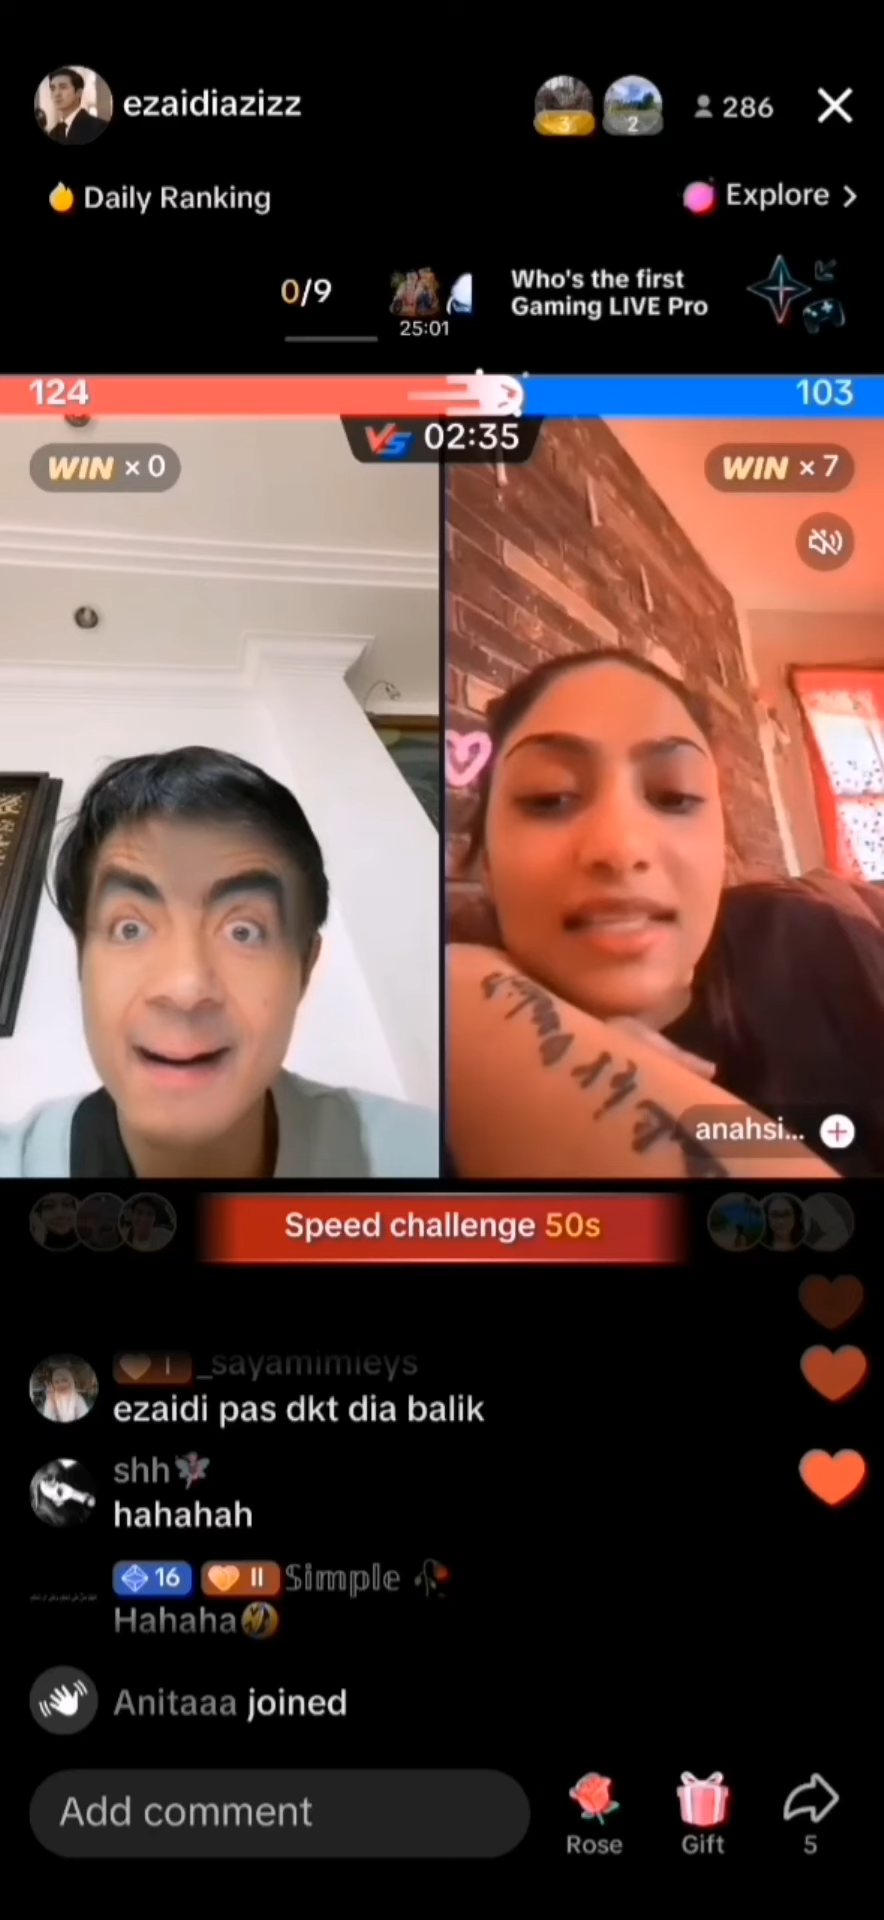 ezaidiazizz
3
2
286
Daily Ranking
Explore >
0/9
25:01
Who's the first
Gaming LIVE Pro
124
103
VS 02:35
WIN × 0
WIN × 7
anahsi...
Speed challenge 50s
I _sayamimieys
ezaidi pas dkt dia balik
shh
hahahah
16 II Simple
Hahaha🤣
Anitaaa joined
Add comment
Rose
Gift
5